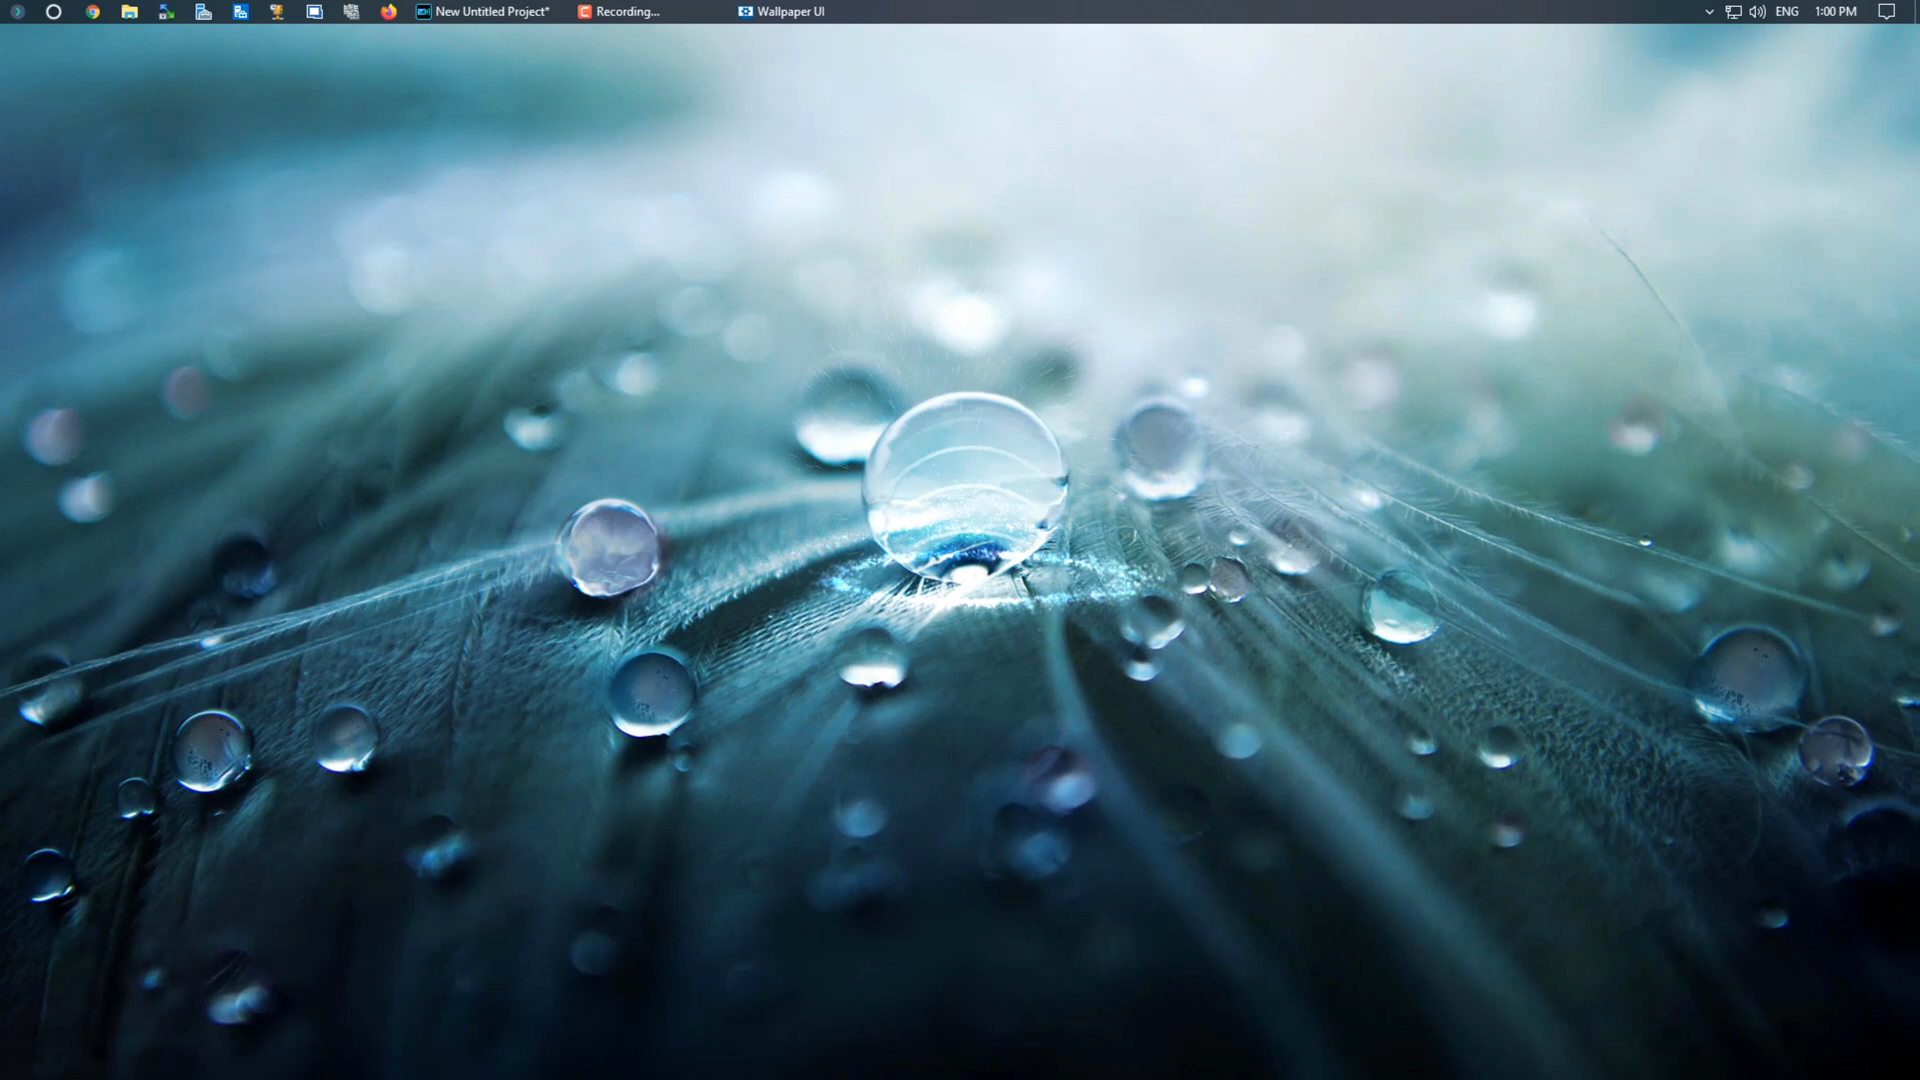 New Untitled Project*
Recording...
Wallpaper UI
ENG
1:00 PM